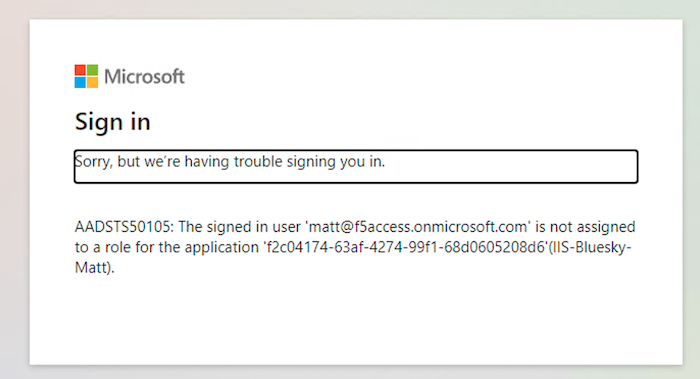 Microsoft
Sign in
Sorry, but we're having trouble signing you in.
AADSTS50105: The signed in user 'matt@f5access.onmicrosoft.com' is not assigned
to a role for the application 'f2c04174-63af-4274-99f1-68d0605208d6'(IIS-Bluesky-
Matt).